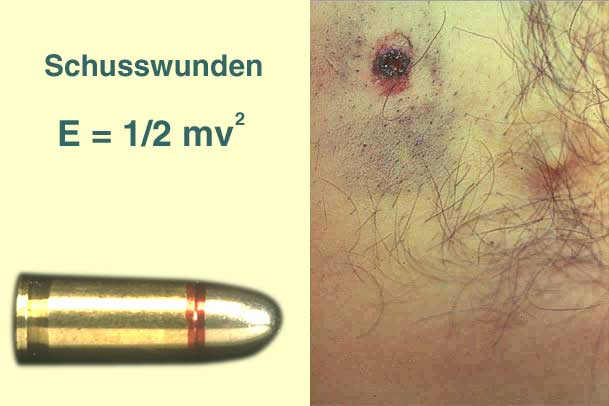 Schusswunden
E = 1/2 mv²